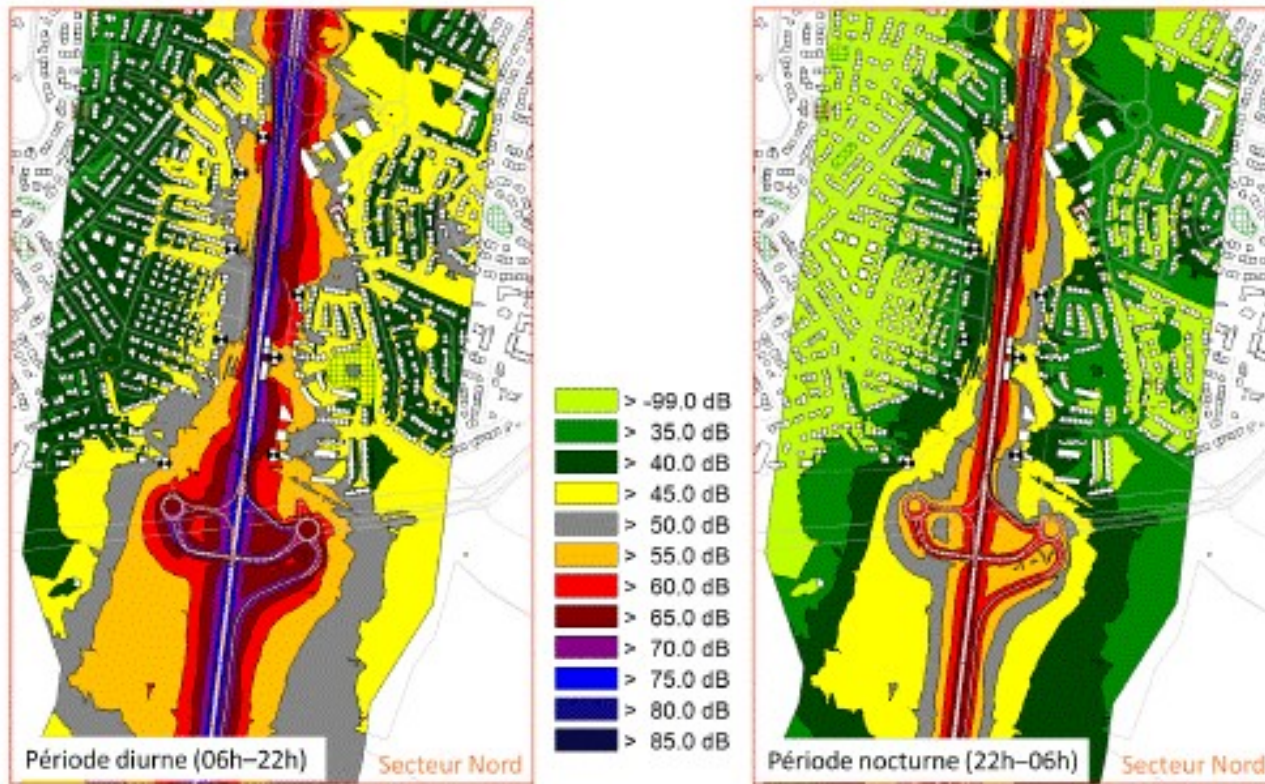 > -99.0 dB
> 35.0 dB
> 40.0 dB
> 45.0 dB
> 50.0 dB
> 55.0 dB
> 60.0 dB
> 65.0 dB
> 70.0 dB
> 75.0 dB
> 80.0 dB
> 85.0 dB
Période diurne (06h–22h)
Secteur Nord
Période nocturne (22h–06h)
Secteur Nord